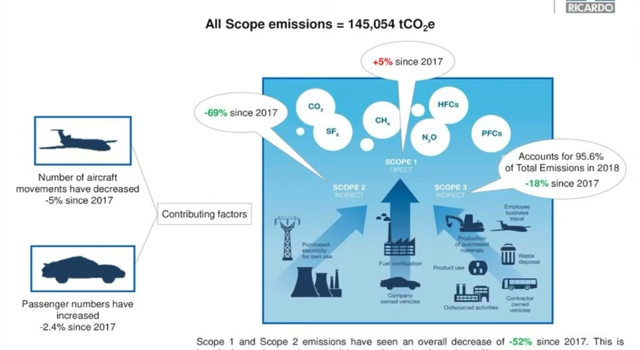 RICARDO
All Scope emissions = 145,054 tCO2e
+5% since 2017
-69% since 2017
CO2
SF6
CH4
N2O
HFCs
PFCs
Accounts for 95.6%
of Total Emissions in 2018
-18% since 2017
SCOPE 1
DIRECT
SCOPE 2
INDIRECT
SCOPE 3
INDIRECT
Number of aircraft
movements have decreased
-5% since 2017
Contributing factors
Passenger numbers have
increased
-2.4% since 2017
Purchased
electricity
for own use
Fuel combustion
Company
owned vehicles
Employee
business
travel
Production
of purchased
materials
Waste
disposal
Product use
Outsourced activities
Contractor
owned
vehicles
Scope 1 and Scope 2 emissions have seen an overall decrease of -52% since 2017. This is